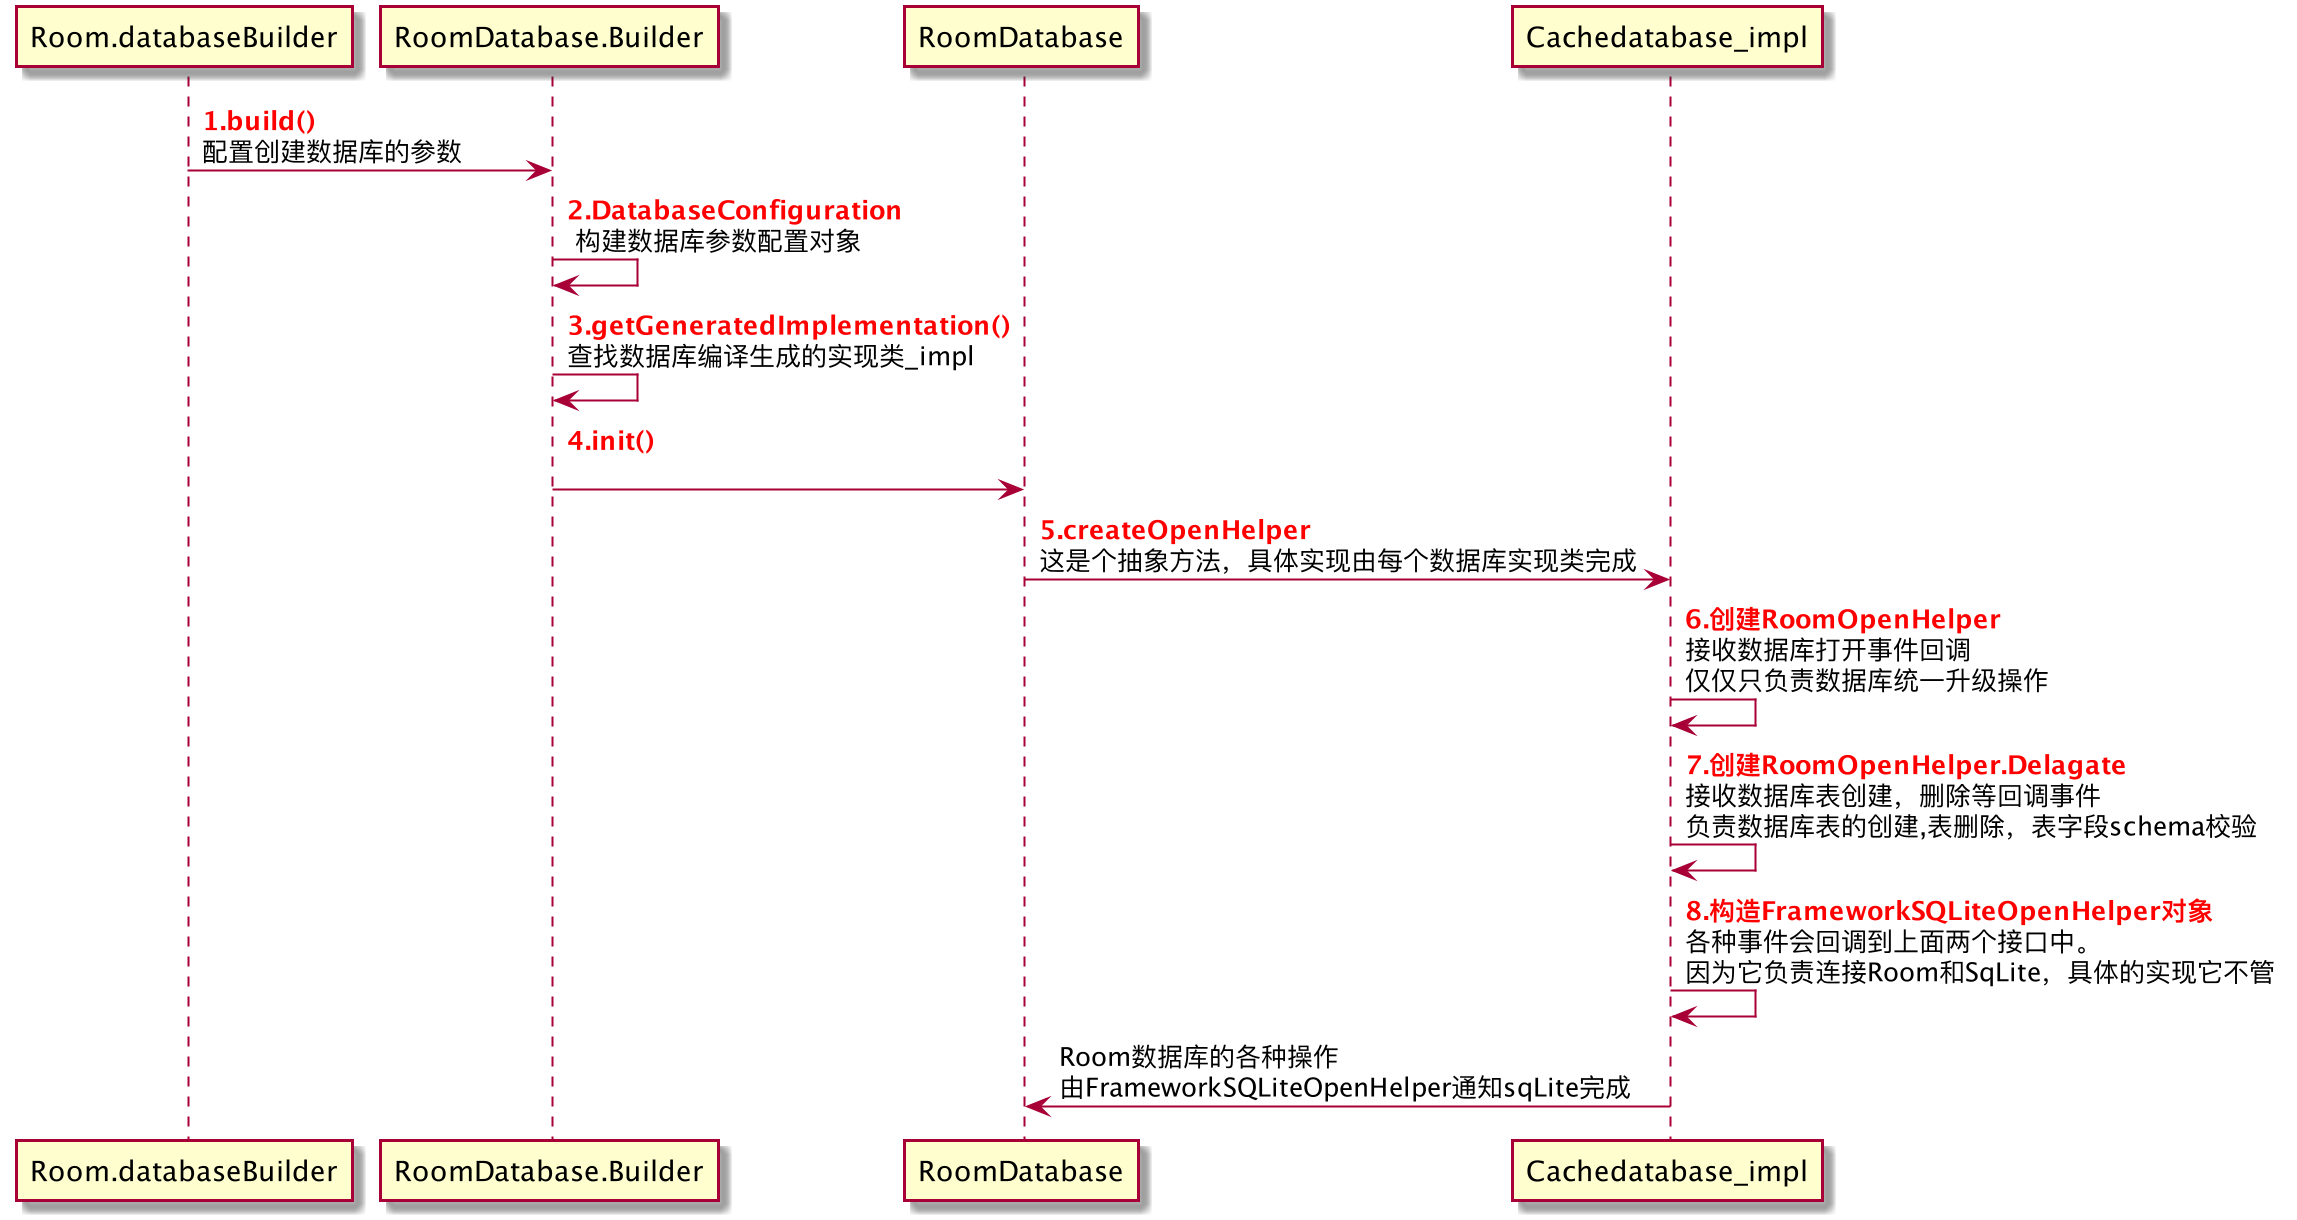 Room.databaseBuilder
RoomDatabase.Builder
RoomDatabase
Cachedatabase_impl
1.build()
配置创建数据库的参数
2.DatabaseConfiguration
构建数据库参数配置对象
3.getGeneratedImplementation()
查找数据库编译生成的实现类_impl
4.init()
5.createOpenHelper
这是个抽象方法，具体实现由每个数据库实现类完成
6.创建RoomOpenHelper
接收数据库打开事件回调
仅仅只负责数据库统一升级操作
7.创建RoomOpenHelper.Delagate
接收数据库表创建，删除等回调事件
负责数据库表的创建,表删除，表字段schema校验
8.构造FrameworkSQLiteOpenHelper对象
各种事件会回调到上面两个接口中。
因为它负责连接Room和SqLite，具体的实现它不管
Room数据库的各种操作
由FrameworkSQLiteOpenHelper通知sqLite完成
Room.databaseBuilder
RoomDatabase.Builder
RoomDatabase
Cachedatabase_impl